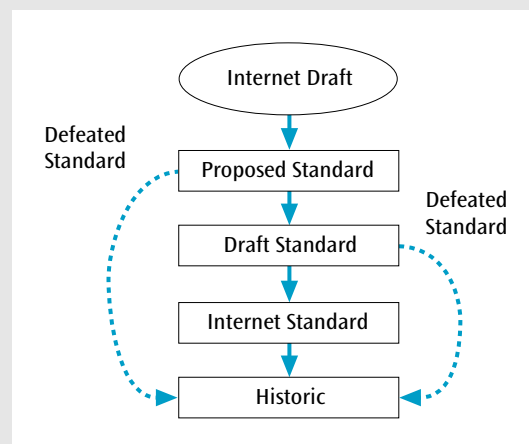 Internet Draft
Defeated
Standard
Proposed Standard
Defeated
Standard
Draft Standard
Internet Standard
Historic